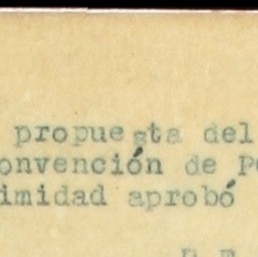 propuesta del
onvención de P
imidad aprobó